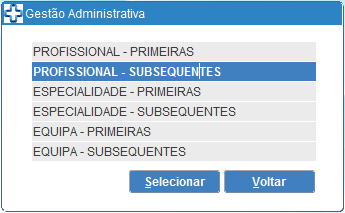 Gestão Administrativa
PROFISSIONAL - PRIMEIRAS
PROFISSIONAL - SUBSEQUENTES
ESPECIALIDADE - PRIMEIRAS
ESPECIALIDADE - SUBSEQUENTES
EQUIPA - PRIMEIRAS
EQUIPA - SUBSEQUENTES
Selecionar Voltar